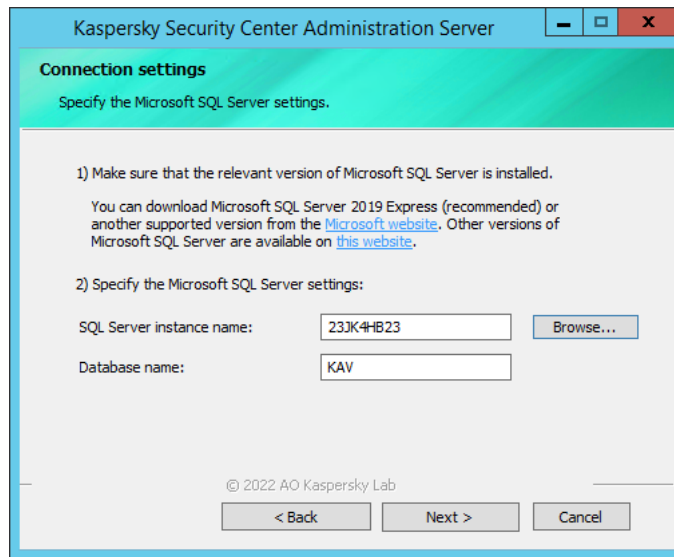 Kaspersky Security Center Administration Server
Connection settings
Specify the Microsoft SQL Server settings.
1) Make sure that the relevant version of Microsoft SQL Server is installed.
You can download Microsoft SQL Server 2019 Express (recommended) or
another supported version from the Microsoft website. Other versions of
Microsoft SQL Server are available on this website.
2) Specify the Microsoft SQL Server settings:
SQL Server instance name: 23JK4HB23 Browse...
Database name: KAV
© 2022 AO Kaspersky Lab
< Back Next > Cancel